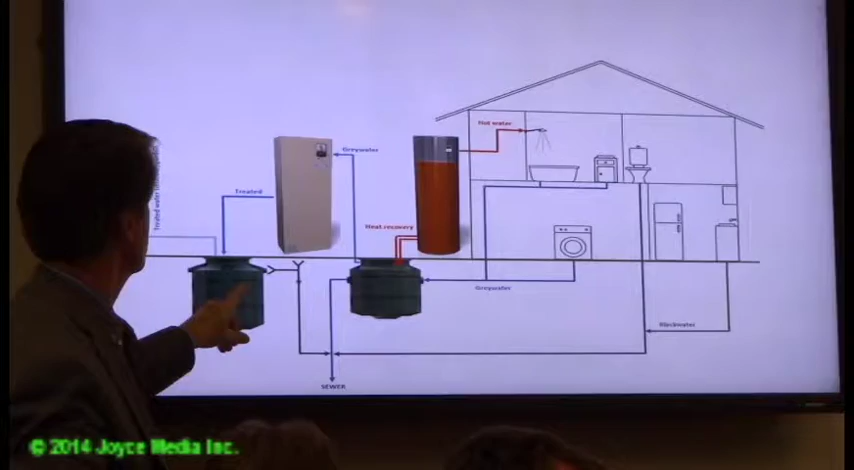 Hot water
Greywater
Treated
Heat recovery
Greywater
Blackwater
SEWER
© 2014 Joyce Media Inc.